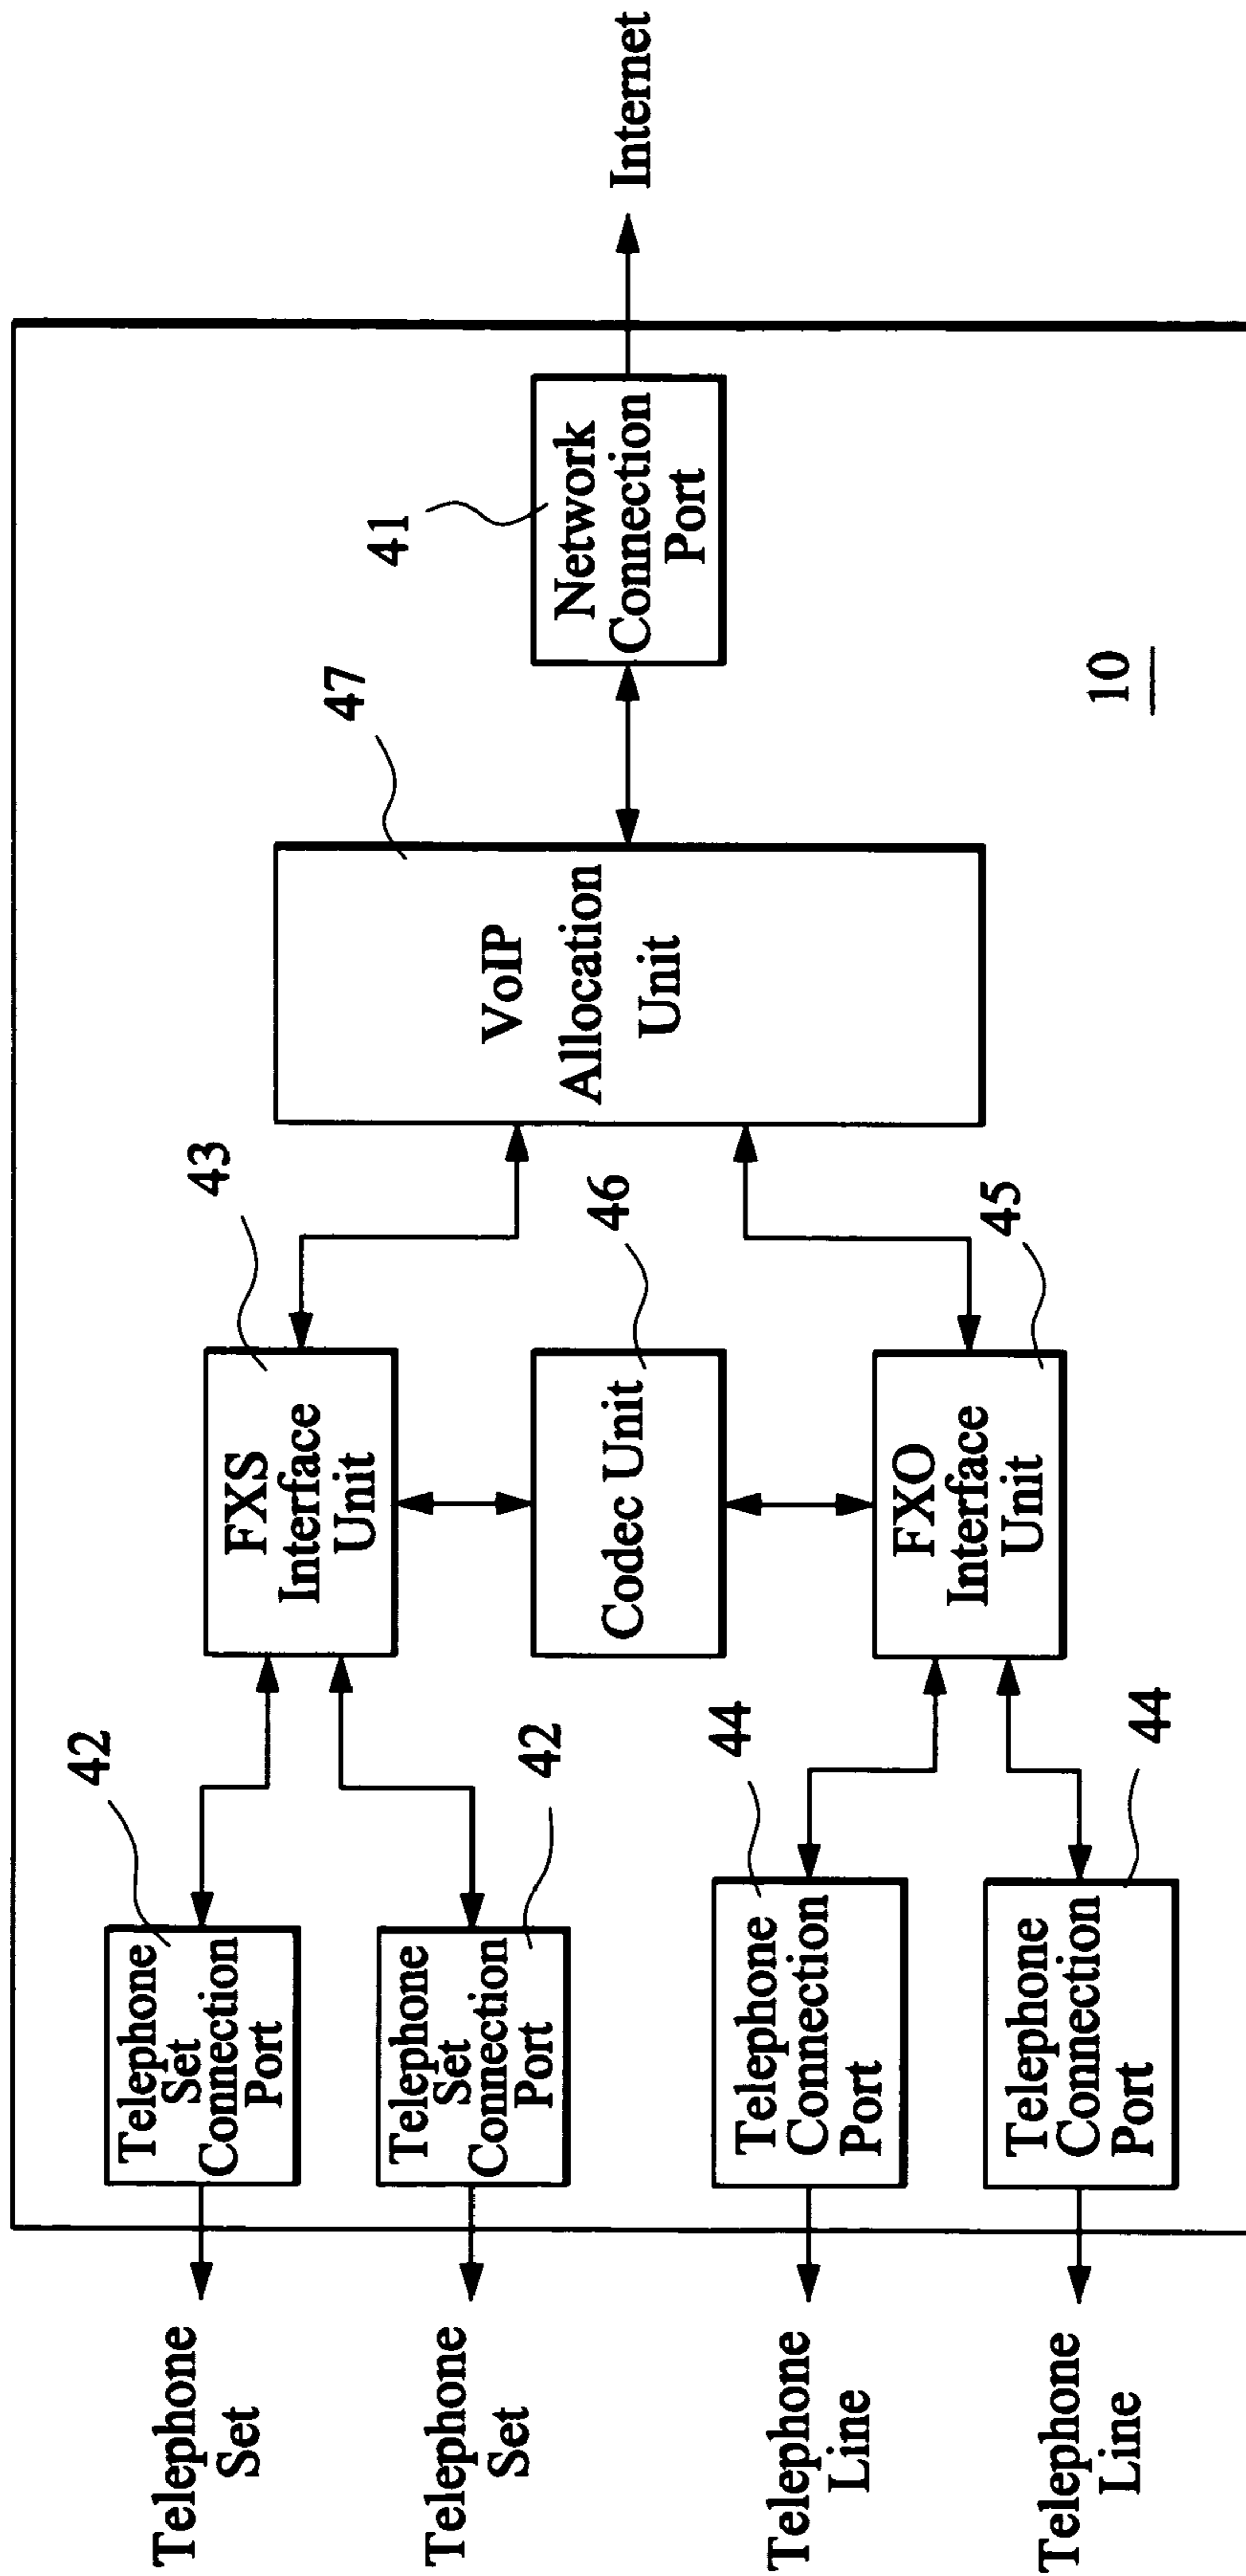 Telephone
Set
Telephone
Set
Telephone
Line
Telephone
Line
42
Telephone
Set
Connection
Port
42
Telephone
Set
Connection
Port
44
Telephone
Connection
Port
44
Telephone
Connection
Port
43
FXS
Interface
Unit
46
Codec Unit
45
FXO
Interface
Unit
47
VoIP
Allocation
Unit
41
Network
Connection
Port
10
Internet